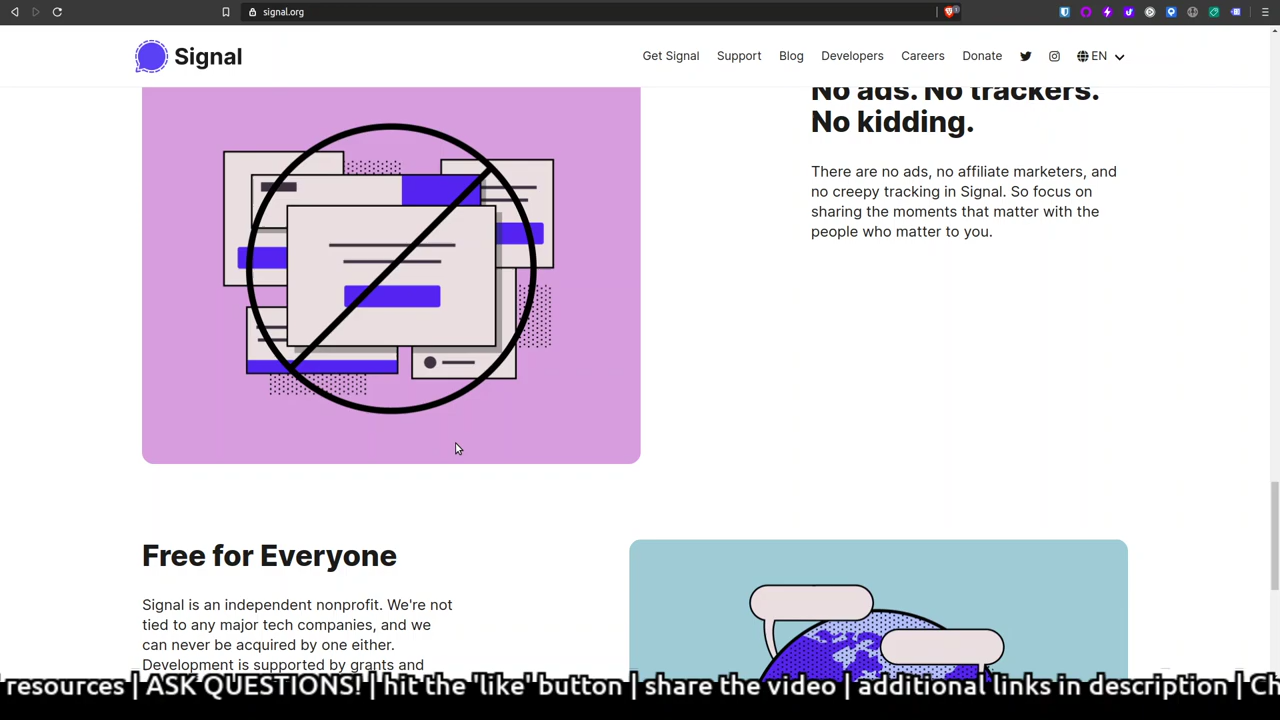 signal.org
1
Signal
Get Signal Support Blog Developers Careers Donate EN
No ads. No trackers.
No kidding.
There are no ads, no affiliate marketers, and
no creepy tracking in Signal. So focus on
sharing the moments that matter with the
people who matter to you.
Free for Everyone
Signal is an independent nonprofit. We're not
tied to any major tech companies, and we
can never be acquired by one either.
Development is supported by grants and
resources | ASK QUESTIONS! | hit the 'like' button | share the video | additional links in description | Ch